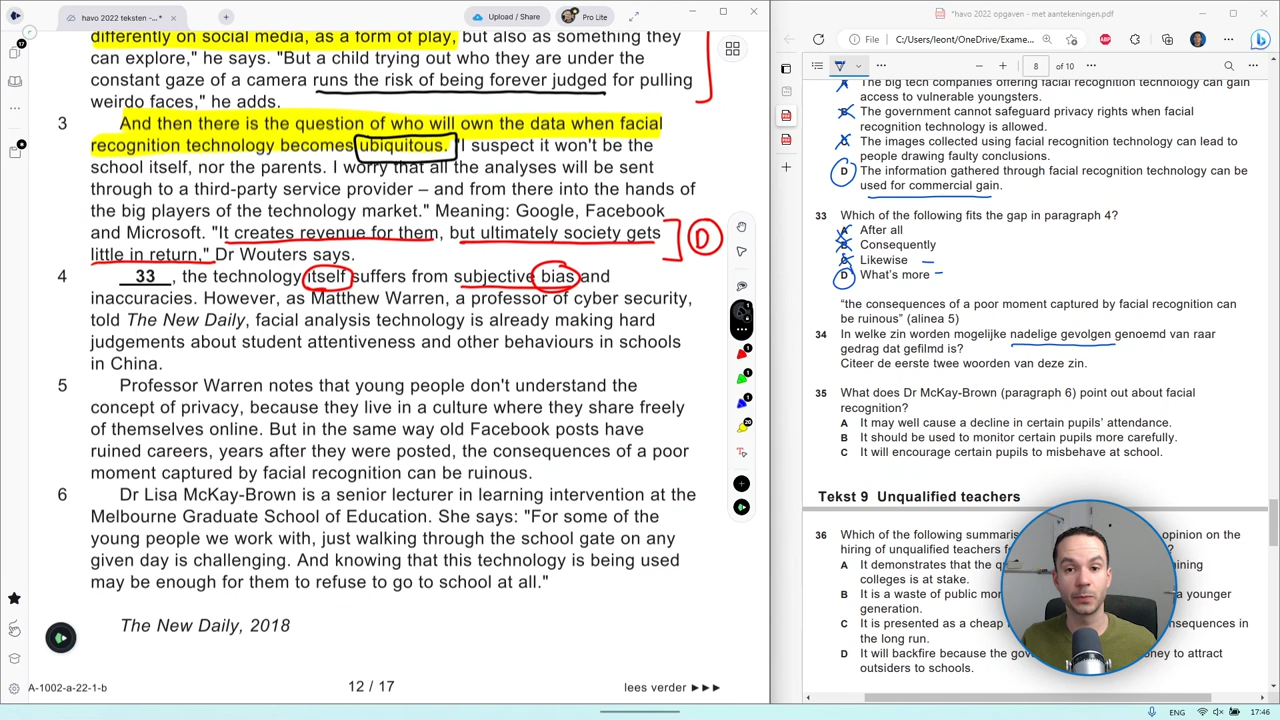 havo 2022 teksten -...*
Upload / Share
Pro Lite
differently on social media, as a form of play, but also as something they
can explore," he says. "But a child trying out who they are under the
constant gaze of a camera runs the risk of being forever judged for pulling
weirdo faces," he adds.
3 And then there is the question of who will own the data when facial
recognition technology becomes ubiquitous. "I suspect it won't be the
school itself, nor the parents. I worry that all the analyses will be sent
through to a third-party service provider – and from there into the hands of
the big players of the technology market." Meaning: Google, Facebook
and Microsoft. "It creates revenue for them, but ultimately society gets
little in return," Dr Wouters says.
D
4 33 , the technology itself suffers from subjective bias and
inaccuracies. However, as Matthew Warren, a professor of cyber security,
told The New Daily, facial analysis technology is already making hard
judgements about student attentiveness and other behaviours in schools
in China.
5 Professor Warren notes that young people don't understand the
concept of privacy, because they live in a culture where they share freely
of themselves online. But in the same way old Facebook posts have
ruined careers, years after they were posted, the consequences of a poor
moment captured by facial recognition can be ruinous.
6 Dr Lisa McKay-Brown is a senior lecturer in learning intervention at the
Melbourne Graduate School of Education. She says: "For some of the
young people we work with, just walking through the school gate on any
given day is challenging. And knowing that this technology is being used
may be enough for them to refuse to go to school at all."
The New Daily, 2018
A-1002-a-22-1-b
12 / 17
lees verder ►►►
*havo 2022 opgaven - met aantekeningen.pdf
File
C:/Users/leont/OneDrive/Exame...
8 of 10
A The big tech companies offering facial recognition technology can gain
access to vulnerable youngsters.
B The government cannot safeguard privacy rights when facial
recognition technology is allowed.
C The images collected using facial recognition technology can lead to
people drawing faulty conclusions.
D The information gathered through facial recognition technology can be
used for commercial gain.
33 Which of the following fits the gap in paragraph 4?
A After all
B Consequently
C Likewise
D What's more
"the consequences of a poor moment captured by facial recognition can
be ruinous" (alinea 5)
34 In welke zin worden mogelijke nadelige gevolgen genoemd van raar
gedrag dat gefilmd is?
Citeer de eerste twee woorden van deze zin.
35 What does Dr McKay-Brown (paragraph 6) point out about facial
recognition?
A It may well cause a decline in certain pupils' attendance.
B It should be used to monitor certain pupils more carefully.
C It will encourage certain pupils to misbehave at school.
Tekst 9 Unqualified teachers
36 Which of the following summaris opinion on the
hiring of unqualified teachers
A It demonstrates that the ining
colleges is at stake.
B It is a waste of public a younger
generation.
C It is presented as a cheap nsequences in
the long run.
D It will backfire because the ney to attract
outsiders to schools.
ENG
17:46